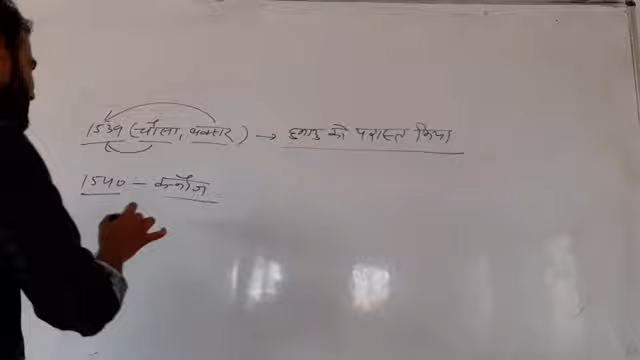 1539 (चौसा, बक्सर) → हुमायु को परास्त किया
1540 – कन्नौज